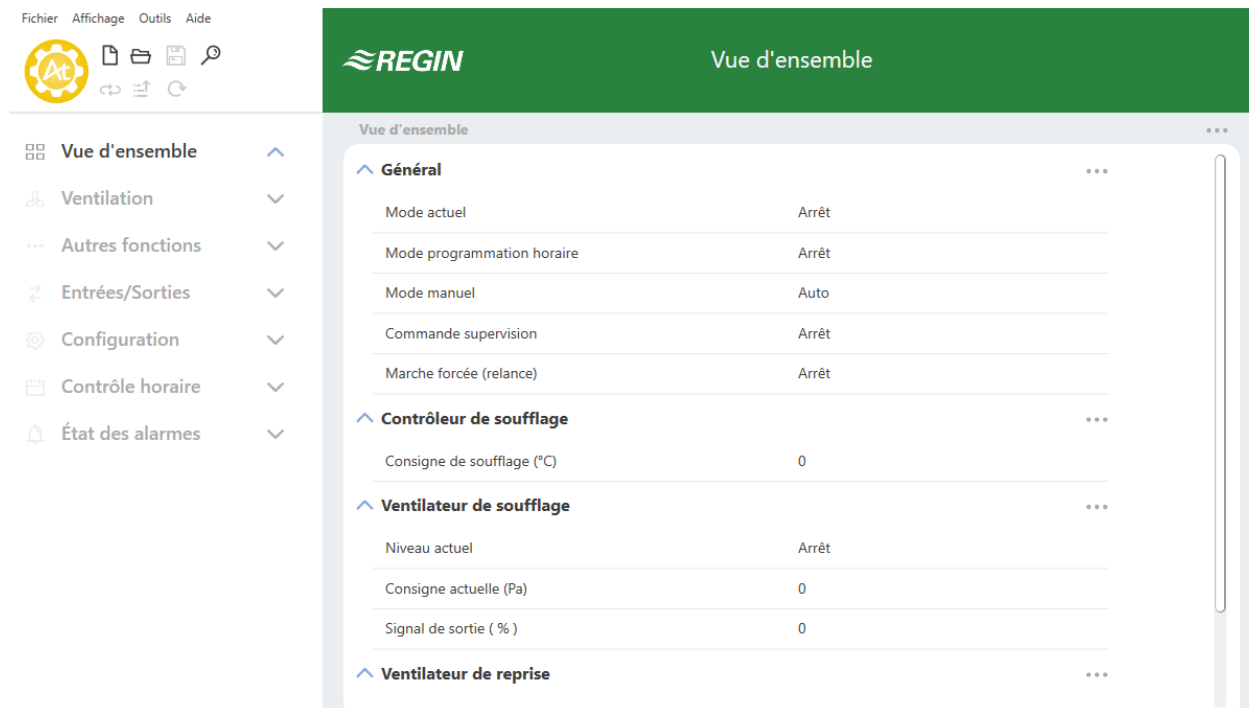 Fichier Affichage Outils Aide
At
REGIN
Vue d'ensemble
Vue d'ensemble
Vue d'ensemble
Ventilation
Autres fonctions
Entrées/Sorties
Configuration
Contrôle horaire
État des alarmes
Général
Mode actuel Arrêt
Mode programmation horaire Arrêt
Mode manuel Auto
Commande supervision Arrêt
Marche forcée (relance) Arrêt
Contrôleur de soufflage
Consigne de soufflage (°C) 0
Ventilateur de soufflage
Niveau actuel Arrêt
Consigne actuelle (Pa) 0
Signal de sortie ( % ) 0
Ventilateur de reprise